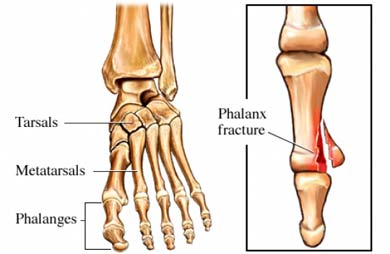 Tarsals
Metatarsals
Phalanges
Phalanx
fracture